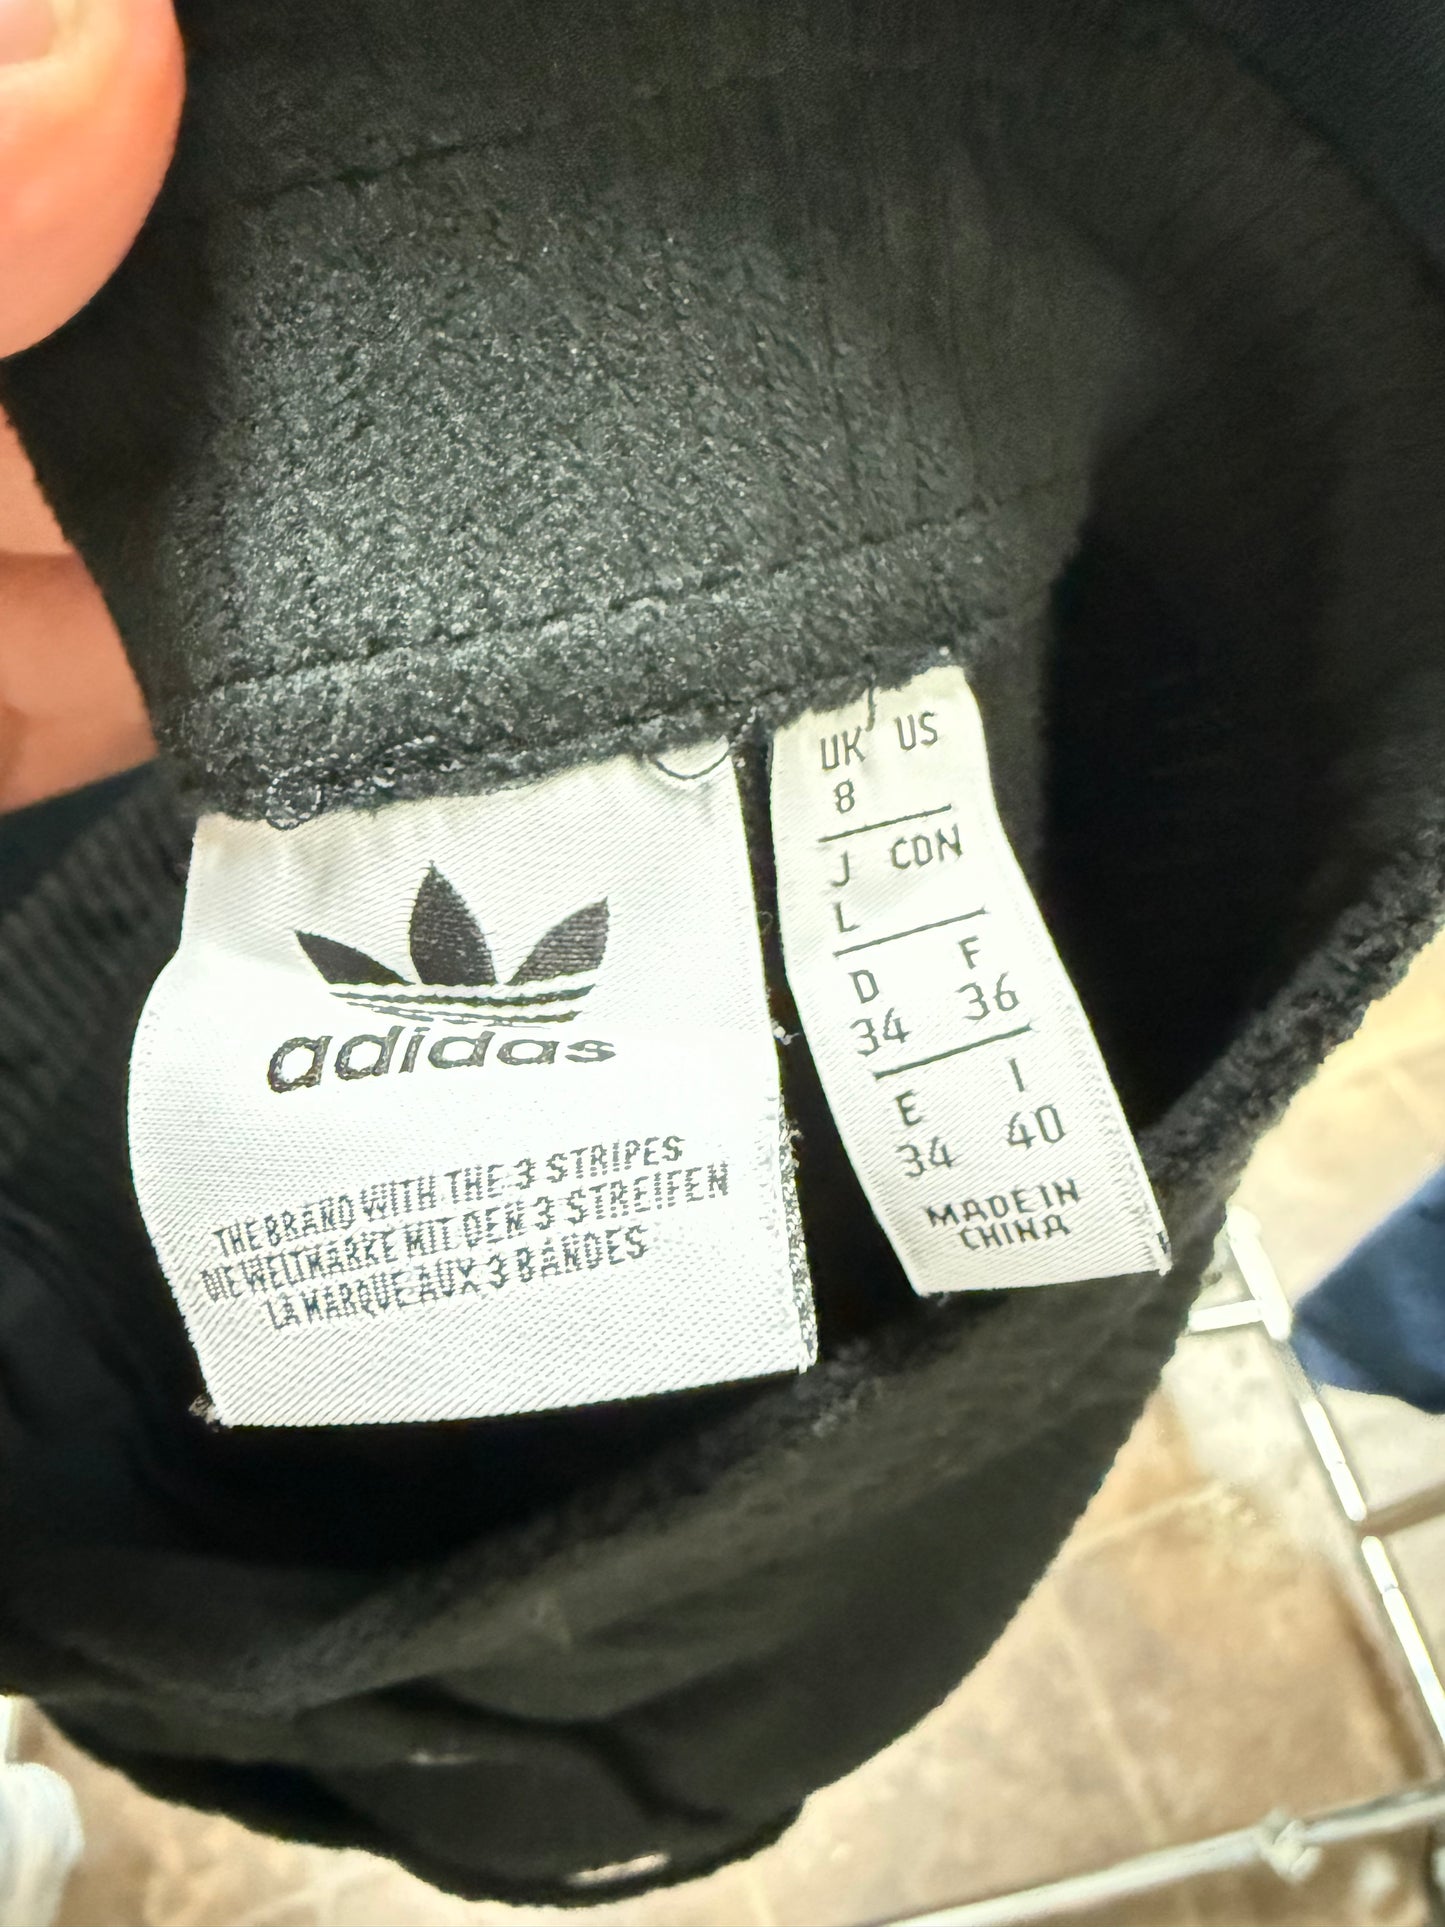 adidas
THE BRAND WITH THE 3 STRIPES
DIE WELTMARKE MIT DEN 3 STREIFEN
LA MARQUE AUX 3 BANDES
UK US
8
J CDN
L
D F
34 36
E I
34 40
MADE IN
CHINA